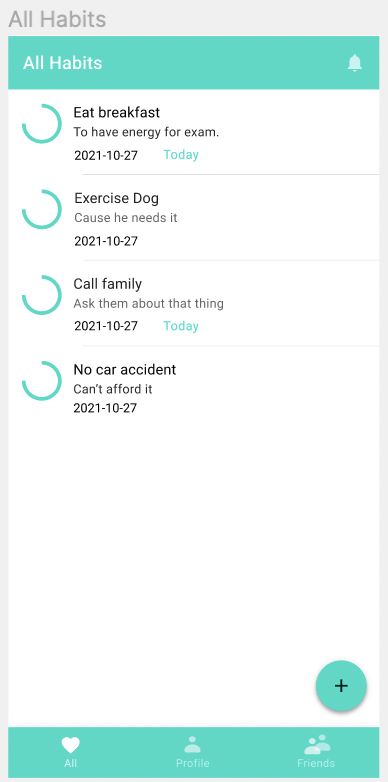 All Habits
All Habits
Eat breakfast
To have energy for exam.
2021-10-27 Today
Exercise Dog
Cause he needs it
2021-10-27
Call family
Ask them about that thing
2021-10-27 Today
No car accident
Can't afford it
2021-10-27
+
All Profile Friends